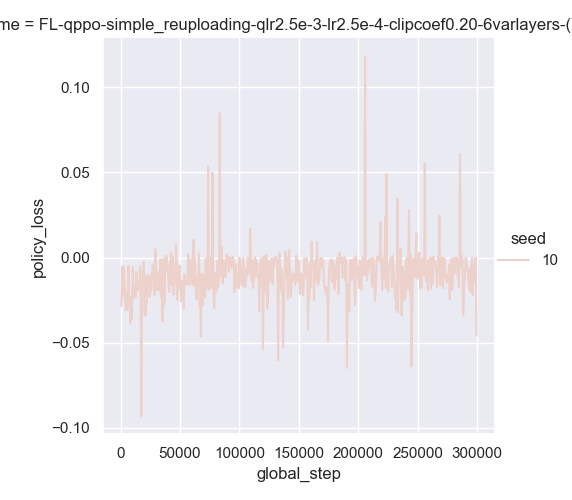 me = FL-qppo-simple_reuploading-qlr2.5e-3-lr2.5e-4-clipcoef0.20-6varlayers-(
0.10
0.05
0.00
−0.05
−0.10
policy_loss
seed
10
0 50000 100000 150000 200000 250000 300000
global_step